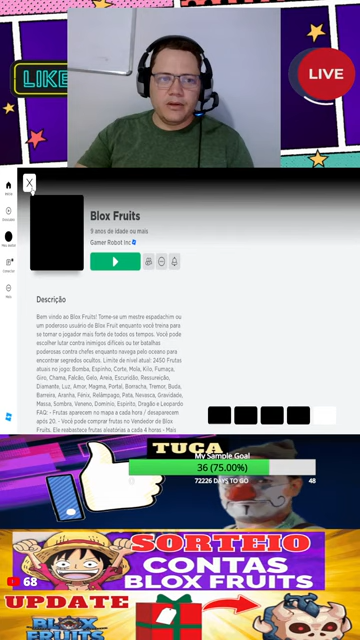 LIKE
LIVE
X
Blox Fruits
9 anos de idade ou mais
Gamer Robot Inc
Descrição
Bem vindo ao Blox Fruits! Torne-se um mestre espadachim ou
um poderoso usuário de Blox Fruit enquanto você treina para
se tornar o jogador mais forte de todos os tempos. Você pode
escolher lutar contra inimigos difíceis ou ter batalhas
poderosas contra chefes enquanto navega pelo oceano para
encontrar segredos ocultos. Limite de nível atual: 2450 Frutas
atuais no jogo: Bomba, Espinho, Corte, Mola, Kilo, Fumaça,
Giro, Chama, Falcão, Gelo, Areia, Escuridão, Ressureição,
Diamante, Luz, Amor, Magma, Portal, Borracha, Tremor, Buda,
Barreira, Aranha, Fénix, Relâmpago, Pata, Nevasca, Gravidade,
Massa, Sombra, Veneno, Domínio, Espírito, Dragão e Leopardo
FAQ: - Frutas aparecem no mapa a cada hora / desaparecem
após 20. - Você pode comprar frutas no Vendedor de Blox
Fruits. Ele reabastece frutas aleatórias a cada 4 horas - Mais
TUCA
My Sample Goal
36 (75.00%)
0 72226 DAYS TO GO 48
SORTEIO
CONTAS
BLOX FRUITS
68
UPDATE
BLOX
FRUITS